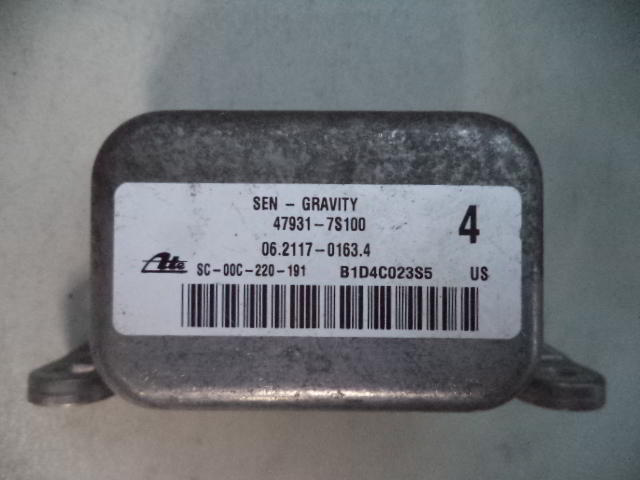 SEN - GRAVITY
47931-7S100
4
06.2117-0163.4
Ate SC-00C-220-191 B1D4C023S5 US